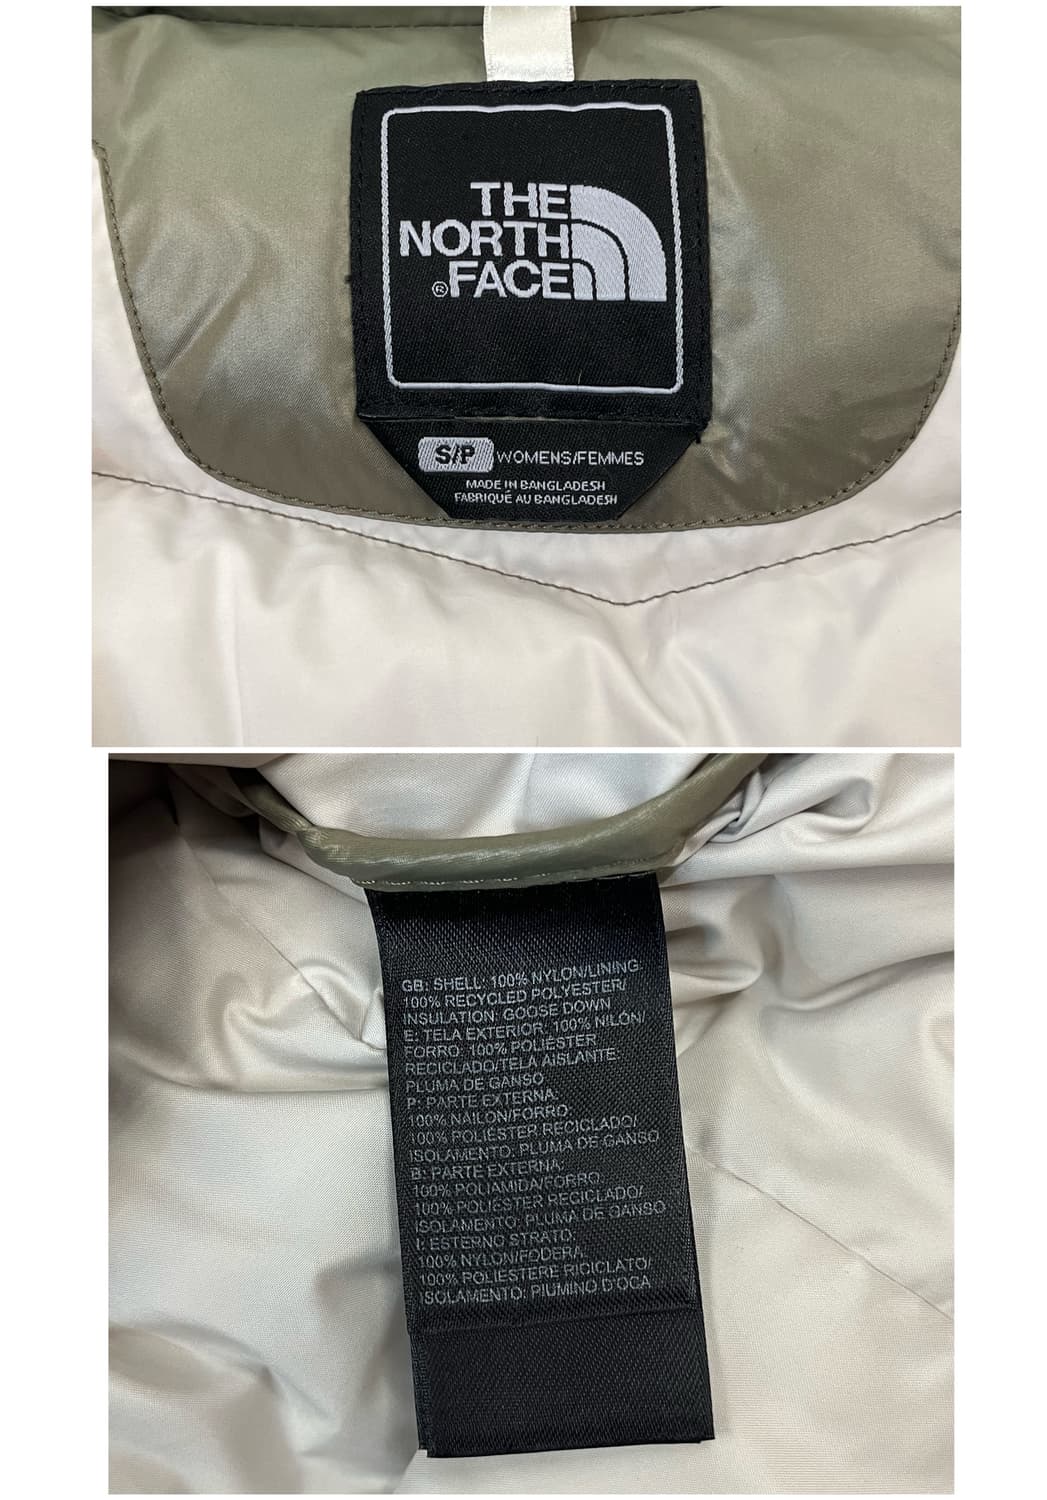 THE
NORTH
FACE
®
S/P WOMENS/FEMMES
MADE IN BANGLADESH
FABRIQUÉ AU BANGLADESH
GB: SHELL: 100% NYLON/LINING:
100% RECYCLED POLYESTER/
INSULATION: GOOSE DOWN
E: TELA EXTERIOR: 100% NILÓN/
FORRO: 100% POLIÉSTER
RECICLADO/TELA AISLANTE:
PLUMA DE GANSO
P: PARTE EXTERNA:
100% NAILON/FORRO:
100% POLIÉSTER RECICLADO/
ISOLAMENTO: PLUMA DE GANSO
B: PARTE EXTERNA:
100% POLIAMIDA/FORRO:
100% POLIÉSTER RECICLADO/
ISOLAMENTO: PLUMA DE GANSO
I: ESTERNO STRATO:
100% NYLON/FODERA:
100% POLIESTERE RICICLATO/
ISOLAMENTO: PIUMINO D'OCA